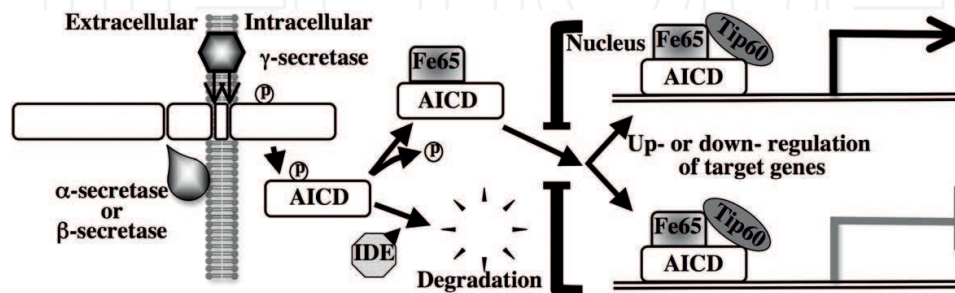 Extracellular Intracellular
γ-secretase
P
α-secretase
or
β-secretase
P
AICD
Fe65
AICD
P
IDE
Degradation
Nucleus
Fe65
Tip60
AICD
Up- or down- regulation
of target genes
Fe65
Tip60
AICD